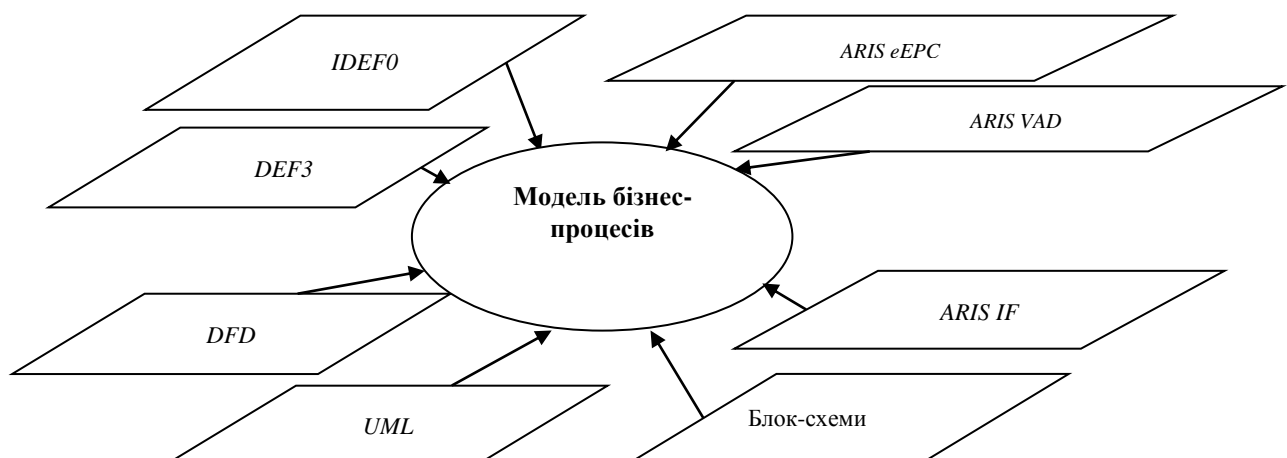 IDEF0
ARIS eEPC
ARIS VAD
DEF3
Модель бізнес-
процесів
ARIS IF
DFD
UML
Блок-схеми